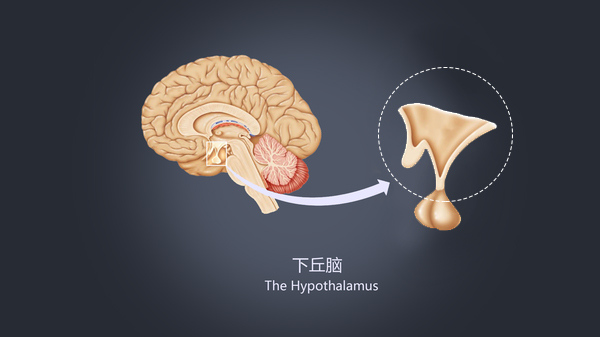 下丘脑
The Hypothalamus